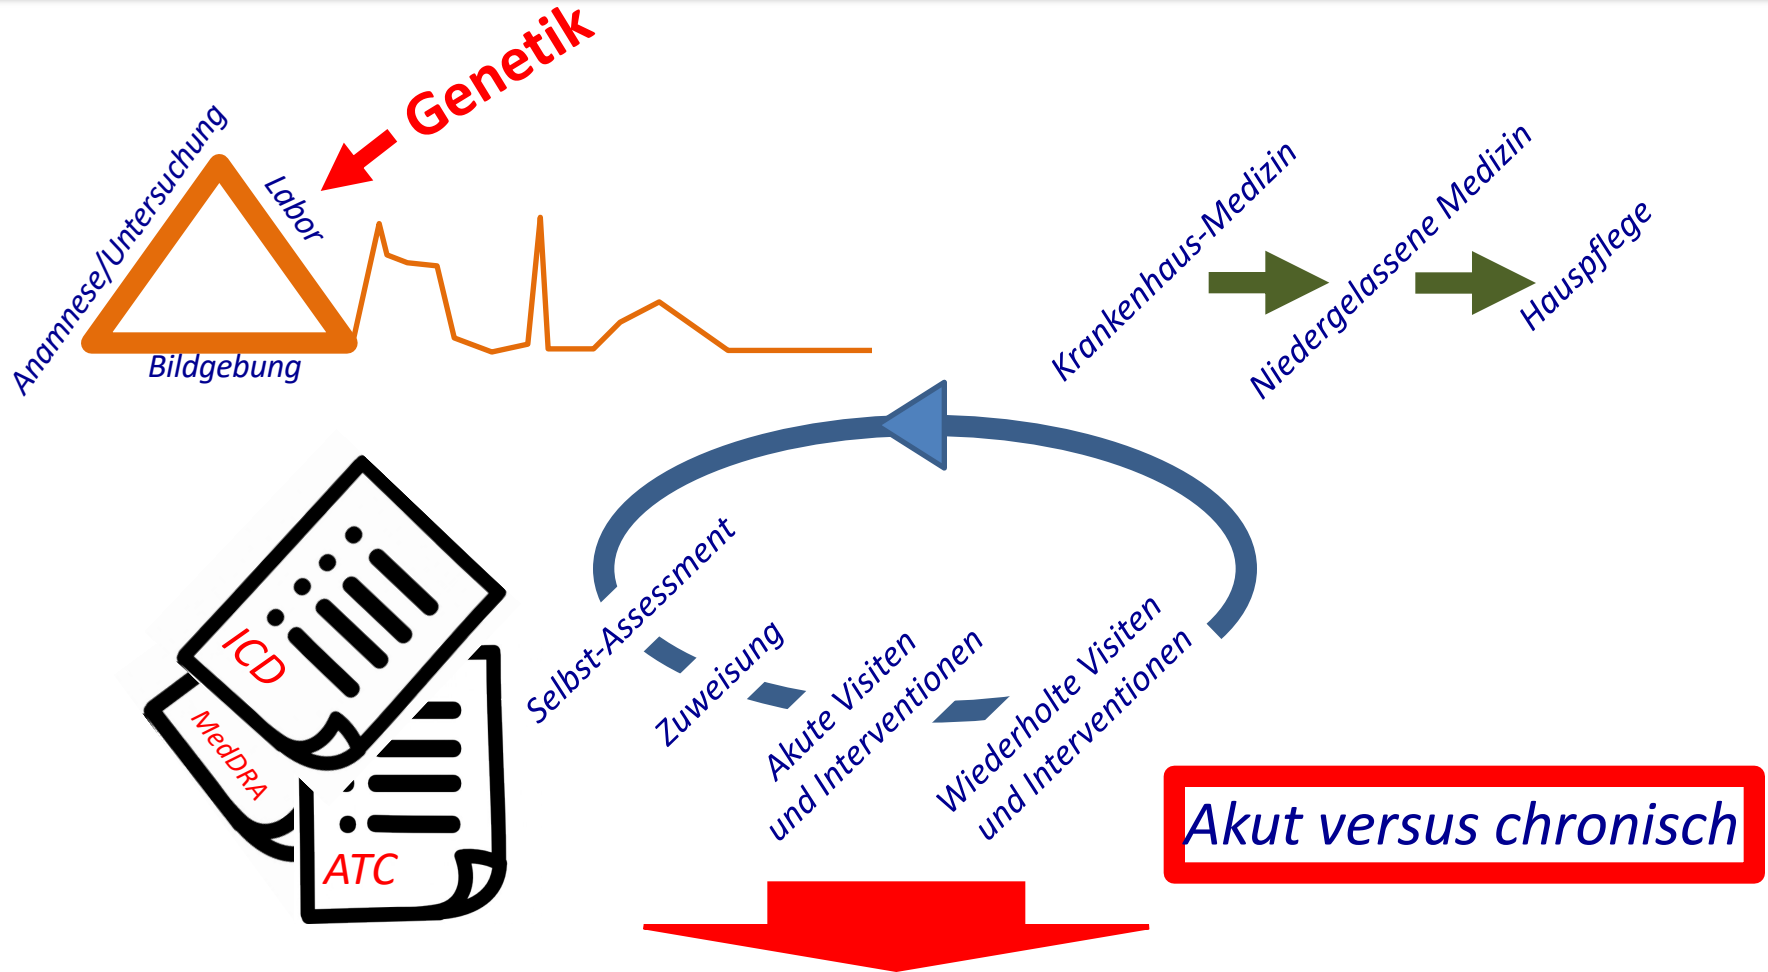 Genetik
Anamnese/Untersuchung
Labor
Bildgebung
Krankenhaus-Medizin
Niedergelassene Medizin
Hauspflege
ICD
MedDRA
ATC
Selbst-Assessment
Zuweisung
Akute Visiten
und Interventionen
Wiederholte Visiten
und Interventionen
Akut versus chronisch